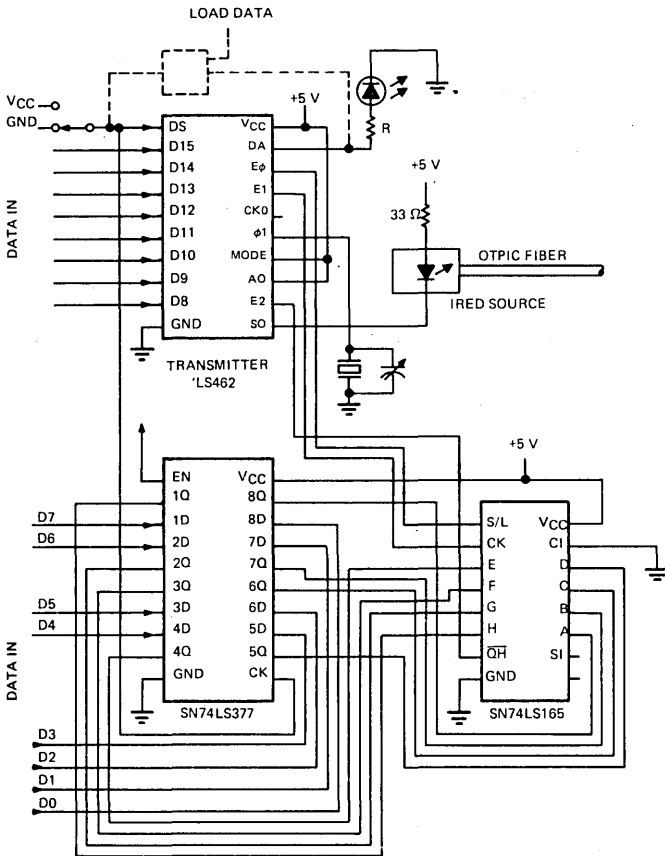 LOAD DATA
VCC
GND
DATA IN
DS
D15
D14
D13
D12
D11
D10
D9
D8
GND
VCC
DA
Eφ
E1
CK0
φ1
MODE
AO
E2
SO
TRANSMITTER
'LS462
+5 V
R
+5 V
33 Ω
OTPIC FIBER
IRED SOURCE
DATA IN
D7
D6
D5
D4
D3
D2
D1
D0
EN
1Q
1D
2D
2Q
3Q
3D
4D
4Q
GND
VCC
8Q
8D
7D
7Q
6Q
6D
5D
5Q
CK
SN74LS377
+5 V
S/L
CK
E
F
G
H
QH
GND
VCC
CI
D
C
B
A
SI
SN74LS165